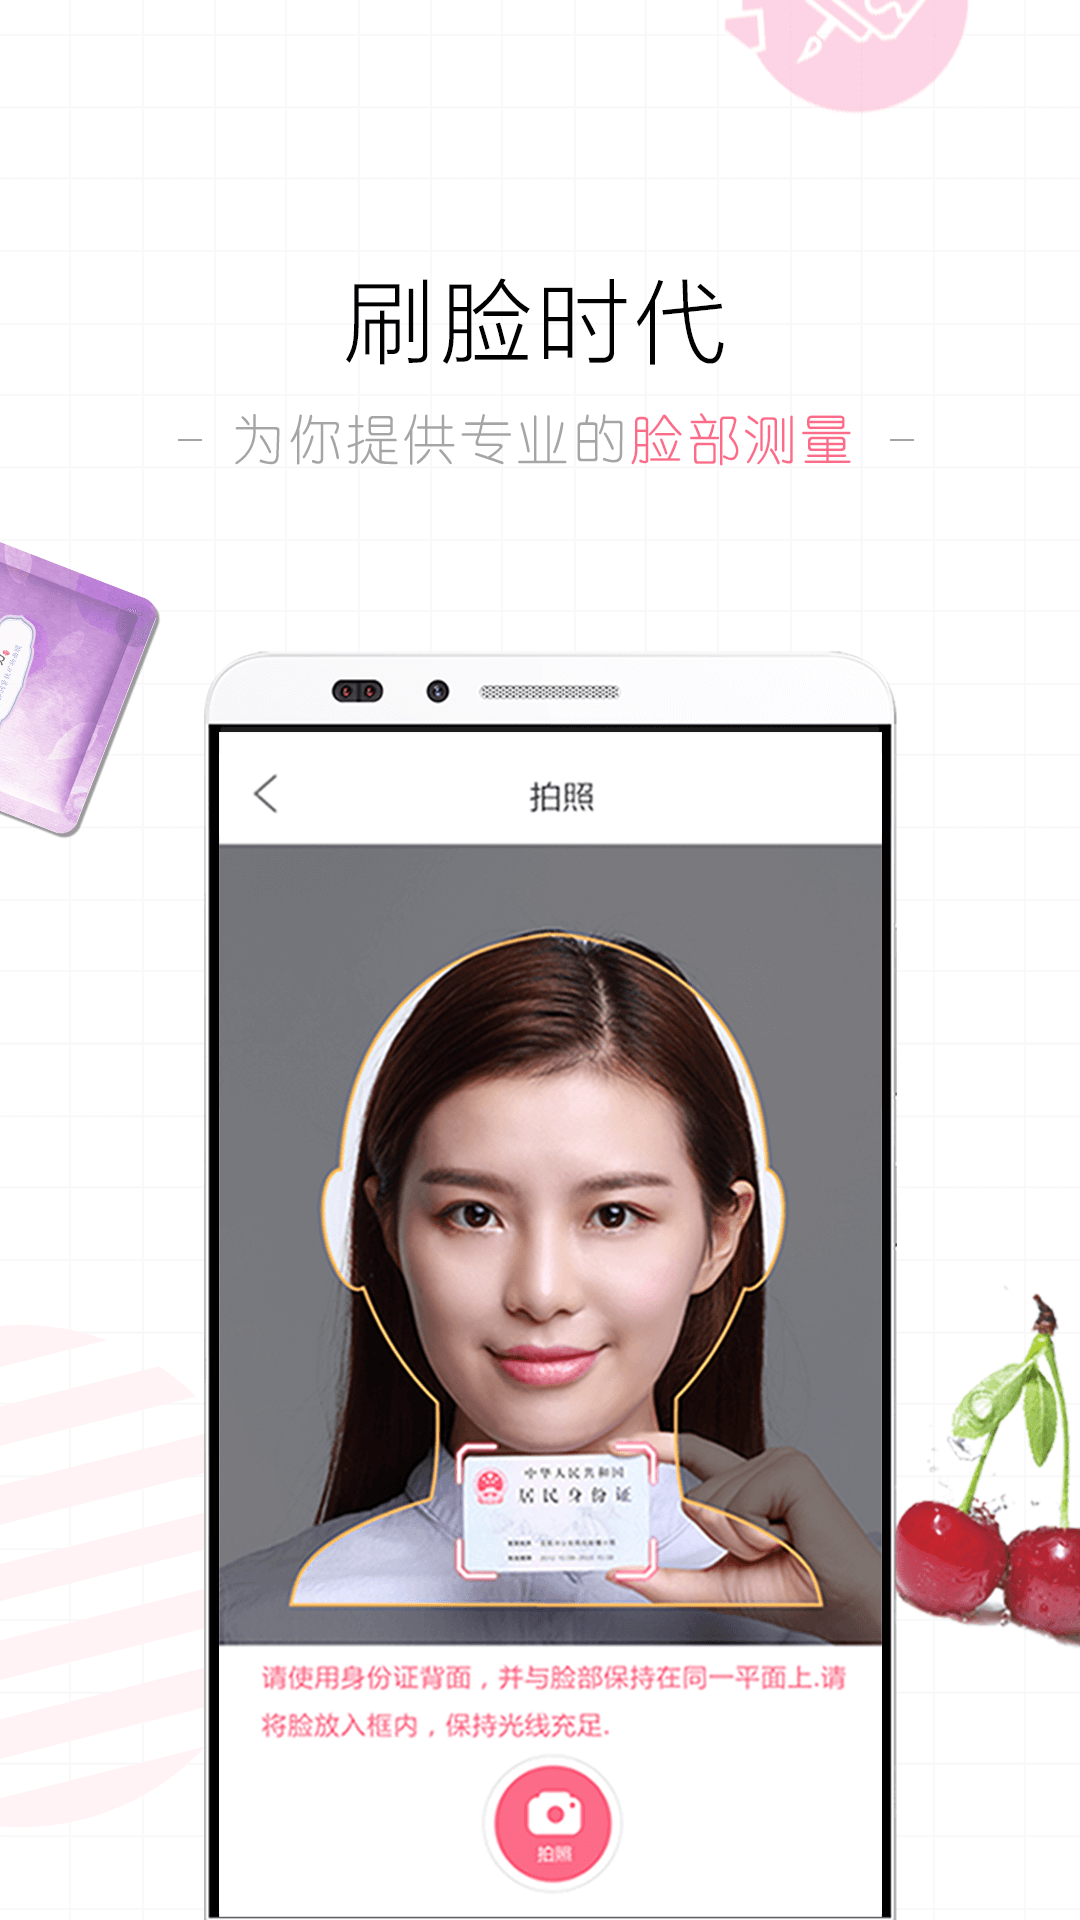 刷脸时代
– 为你提供专业的脸部测量 –
拍照
中华人民共和国
居民身份证
请使用身份证背面，并与脸部保持在同一平面上.请
将脸放入框内，保持光线充足.
拍照